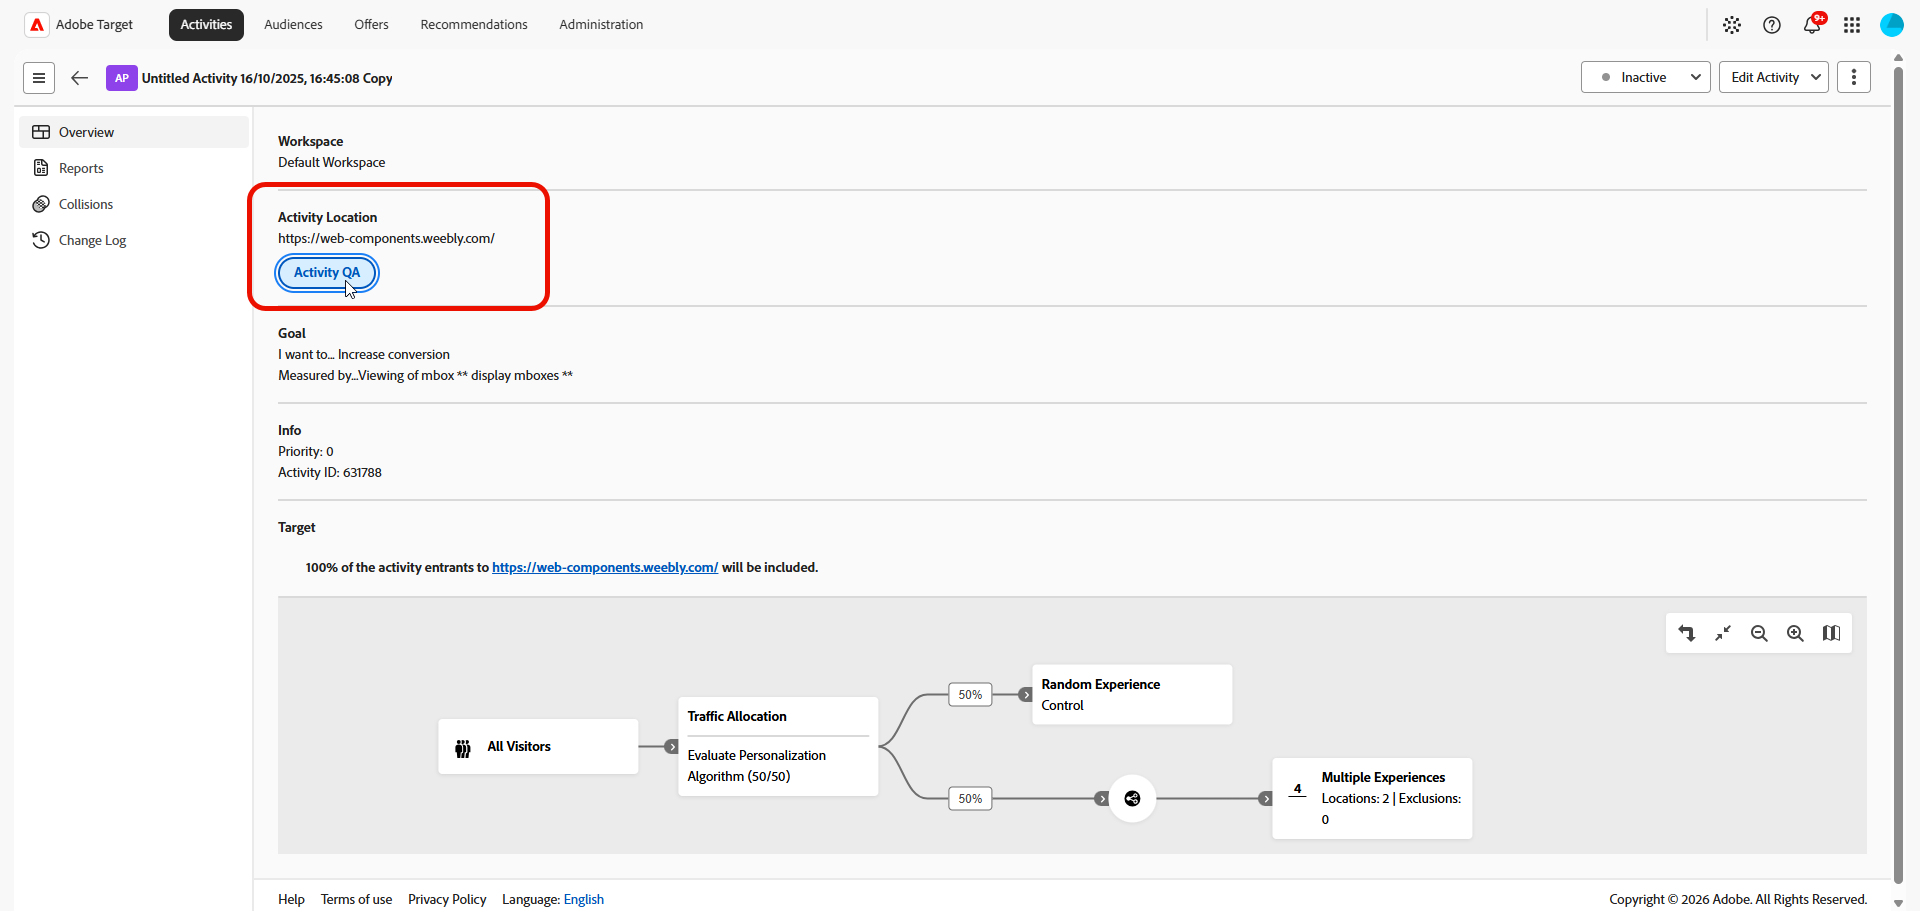 Adobe Target
Activities
Audiences
Offers
Recommendations
Administration
9+
AP
Untitled Activity 16/10/2025, 16:45:08 Copy
Inactive
Edit Activity
Overview
Reports
Collisions
Change Log
Workspace
Default Workspace
Activity Location
https://web-components.weebly.com/
Activity QA
Goal
I want to... Increase conversion
Measured by...Viewing of mbox ** display mboxes **
Info
Priority: 0
Activity ID: 631788
Target
100% of the activity entrants to https://web-components.weebly.com/ will be included.
All Visitors
Traffic Allocation
Evaluate Personalization
Algorithm (50/50)
50%
Random Experience
Control
50%
4
Multiple Experiences
Locations: 2 | Exclusions:
0
Help
Terms of use
Privacy Policy
Language: English
Copyright © 2026 Adobe. All Rights Reserved.